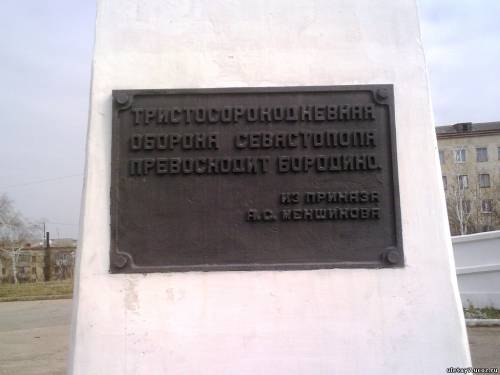 ТРИСТОСОРОКОДНЕВНАЯ
ОБОРОНА СЕВАСТОПОЛЯ
ПРЕВОСХОДИТ БОРОДИНО.
ИЗ ПРИКАЗА
А.С. МЕНШИКОВА